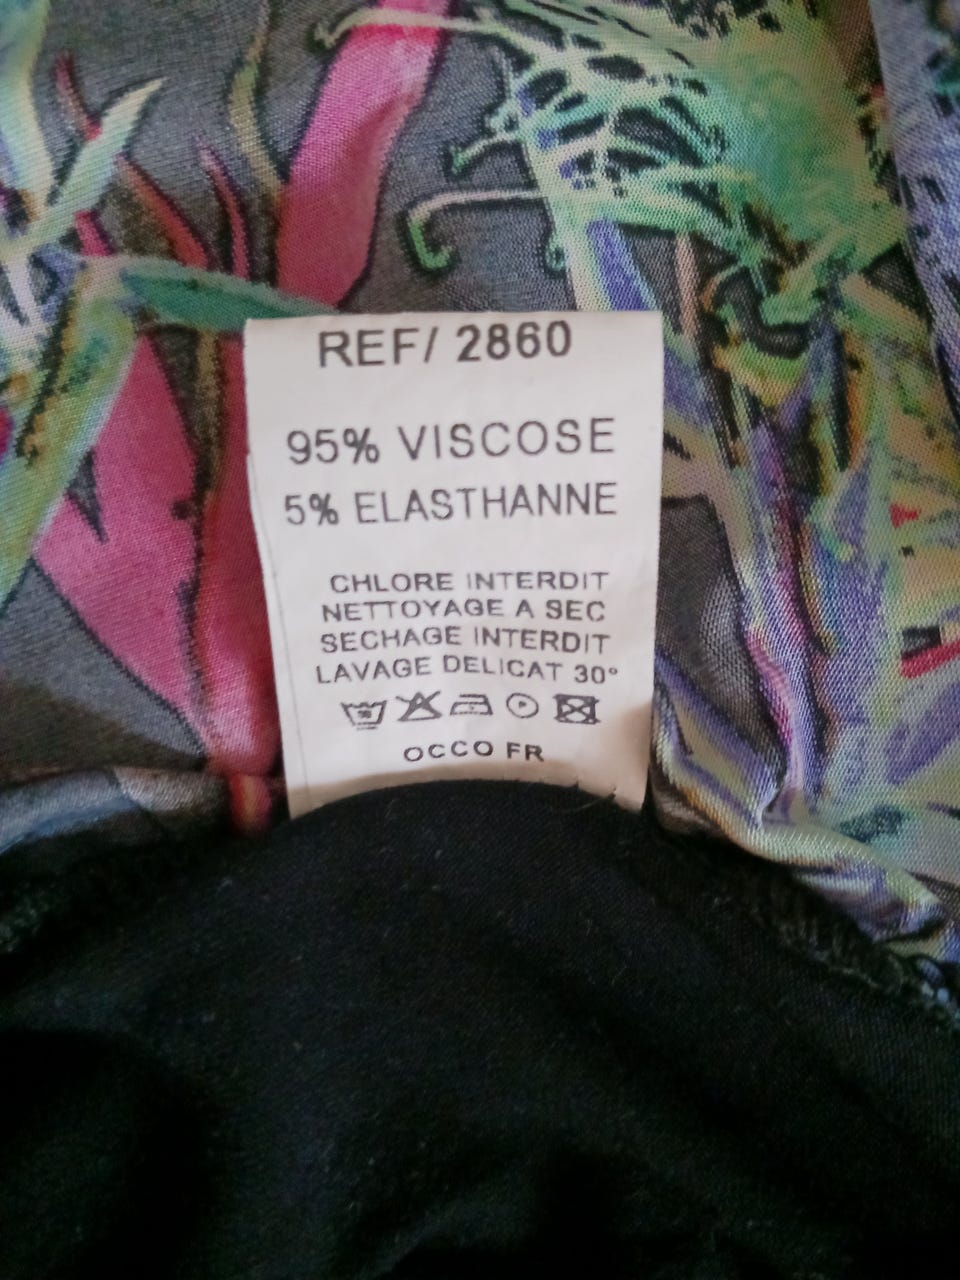 REF/ 2860
95% VISCOSE
5% ELASTHANNE
CHLORE INTERDIT
NETTOYAGE A SEC
SECHAGE INTERDIT
LAVAGE DELICAT 30°
P
OCCO FR